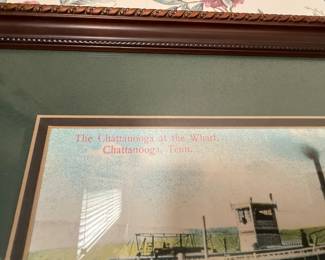 The Chattanooga at the Wharf,
Chattanooga, Tenn.